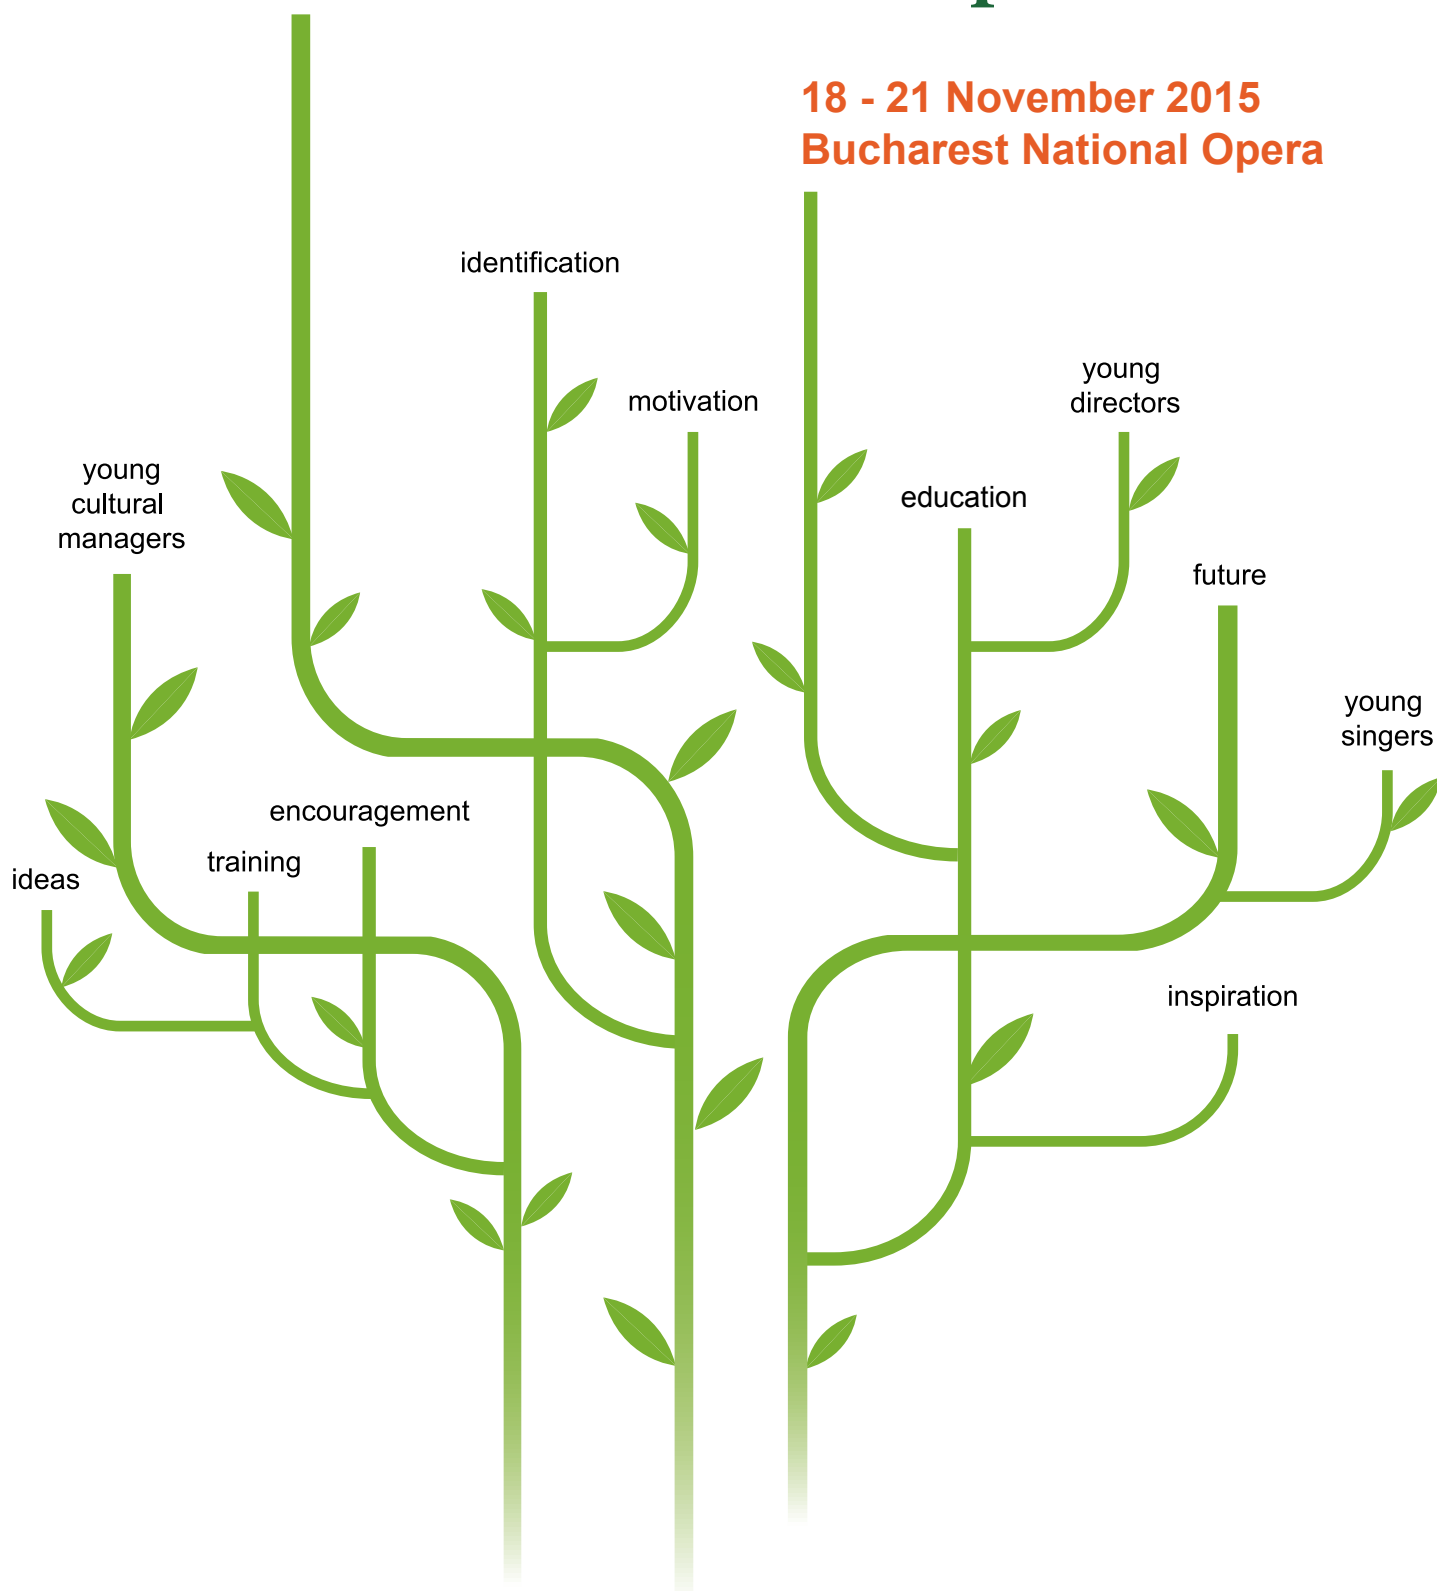 18 - 21 November 2015
Bucharest National Opera
identification
motivation
young
directors
young
cultural
managers
education
future
young
singers
encouragement
training
ideas
inspiration